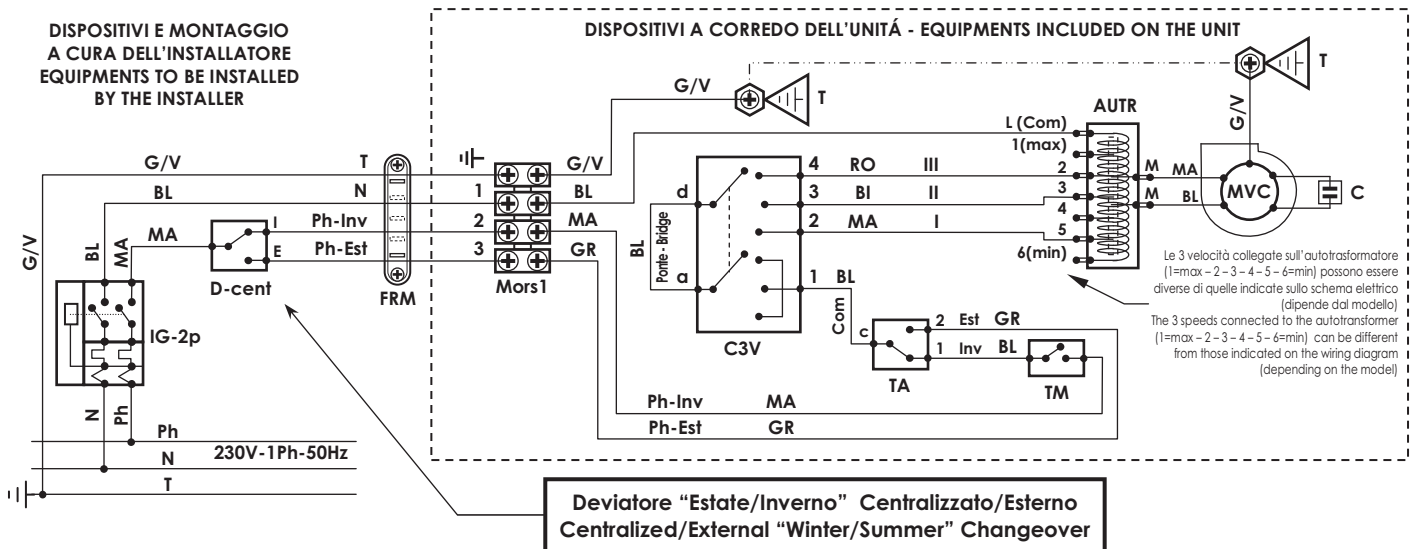 DISPOSITIVI E MONTAGGIO
A CURA DELL'INSTALLATORE
EQUIPMENTS TO BE INSTALLED
BY THE INSTALLER
DISPOSITIVI A CORREDO DELL'UNITÁ - EQUIPMENTS INCLUDED ON THE UNIT
G/V
T
T
G/V
AUTR
L (Com)
1(max)
2
3
4
5
6(min)
M
MA
M
BL
MVC
C
G/V
T
G/V
BL
N
1
BL
Ph-Inv
2
MA
Ph-Est
3
GR
MA
I
E
D-cent
FRM
Mors1
G/V
BL
MA
IG-2p
N
Ph
Ph
230V-1Ph-50Hz
N
T
4
RO
III
3
BI
II
2
MA
I
1
BL
d
a
BL
Ponte - Bridge
C3V
Com
c
2
Est
GR
1
Inv
BL
TA
TM
Ph-Inv
MA
Ph-Est
GR
Le 3 velocità collegate sull'autotrasformatore
(1=max – 2 – 3 – 4 – 5 – 6=min) possono essere
diverse di quelle indicate sullo schema elettrico
(dipende dal modello)
The 3 speeds connected to the autotransformer
(1=max – 2 – 3 – 4 – 5 – 6=min) can be different
from those indicated on the wiring diagram
(depending on the model)
Deviatore "Estate/Inverno" Centralizzato/Esterno
Centralized/External "Winter/Summer" Changeover